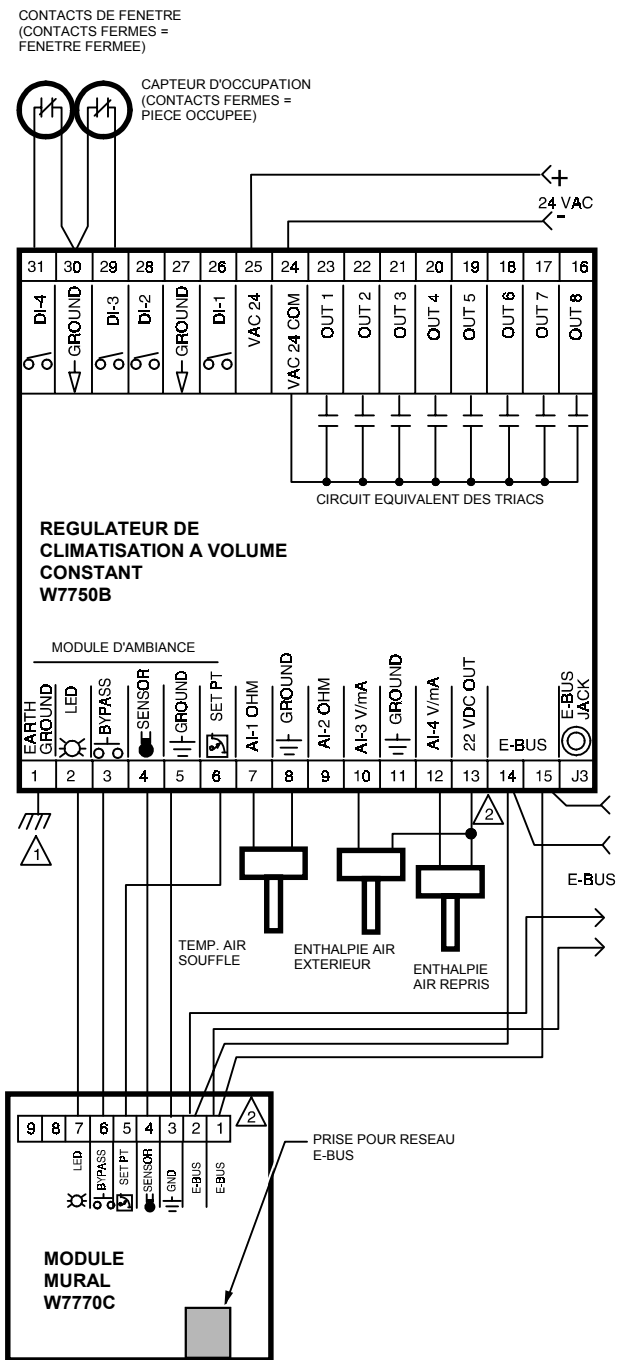 CONTACTS DE FENETRE
(CONTACTS FERMES =
FENETRE FERMEE)
CAPTEUR D'OCCUPATION
(CONTACTS FERMES =
PIECE OCCUPEE)
+
24 VAC
-
31 30 29 28 27 26 25 24 23 22 21 20 19 18 17 16
DI-4
GROUND
DI-3
DI-2
GROUND
DI-1
VAC 24
VAC 24 COM
OUT 1
OUT 2
OUT 3
OUT 4
OUT 5
OUT 6
OUT 7
OUT 8
CIRCUIT EQUIVALENT DES TRIACS
REGULATEUR DE
CLIMATISATION A VOLUME
CONSTANT
W7750B
MODULE D'AMBIANCE
EARTH
GROUND
LED
BYPASS
SENSOR
GROUND
SET PT
AI-1 OHM
GROUND
AI-2 OHM
AI-3 V/mA
GROUND
AI-4 V/mA
22 VDC OUT
E-BUS
E-BUS
JACK
1 2 3 4 5 6 7 8 9 10 11 12 13 14 15 J3
1
2
E-BUS
TEMP. AIR
SOUFFLE
ENTHALPIE AIR
EXTERIEUR
ENTHALPIE
AIR REPRIS
9 8 7 6 5 4 3 2 1
2
LED
BYPASS
SET PT
SENSOR
GND
E-BUS
E-BUS
PRISE POUR RESEAU
E-BUS
MODULE
MURAL
W7770C